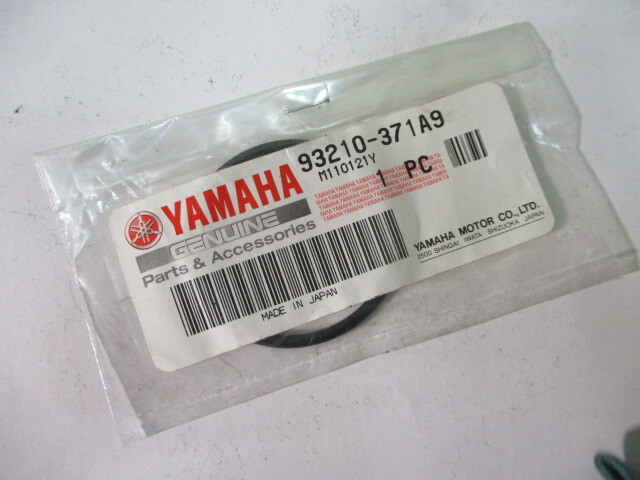 93210-371A9
M110121Y
1 PC
YAMAHA
GENUINE
Parts & Accessories
YAMAHA MOTOR CO., LTD.
2500 SHINGAI IWATA SHIZUOKA JAPAN
MADE IN JAPAN